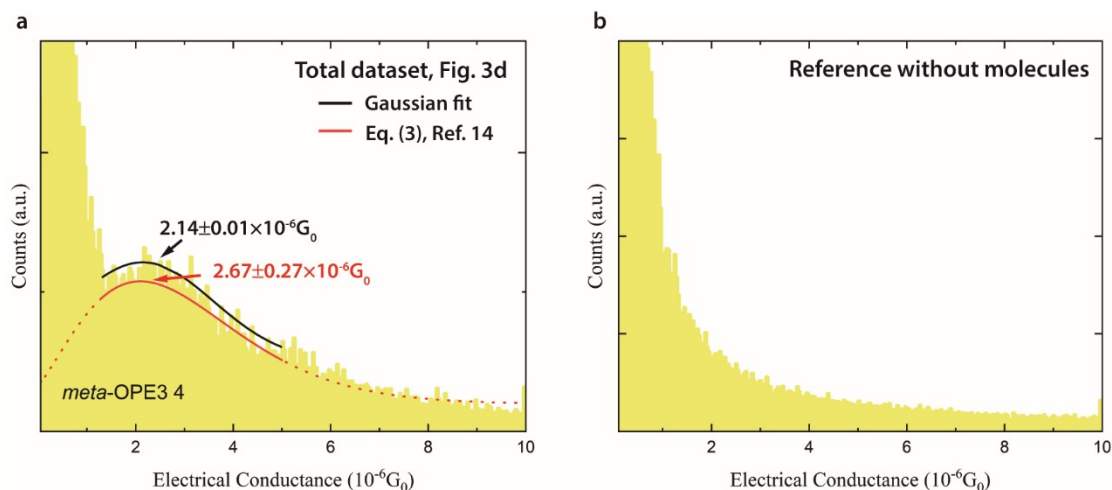 a
Total dataset, Fig. 3d
Gaussian fit
Eq. (3), Ref. 14
2.14±0.01×10⁻⁶G₀
2.67±0.27×10⁻⁶G₀
meta-OPE3 4
Counts (a.u.)
2 4 6 8 10
Electrical Conductance (10⁻⁶G₀)
b
Reference without molecules
Counts (a.u.)
2 4 6 8 10
Electrical Conductance (10⁻⁶G₀)